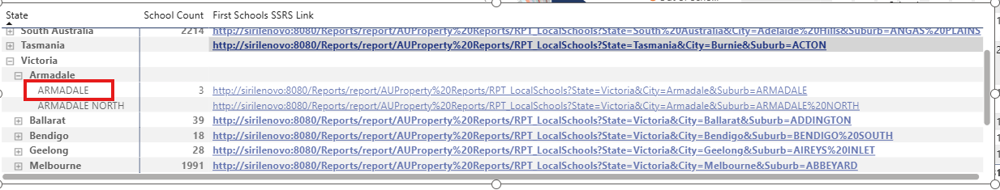 State School Count First Schools SSRS Link
South Australia 2214 http://sirilenovo:8080/Reports/report/AUProperty%20Reports/RPT_LocalSchools?State=South%20Australia&City=Adelaide%20Hills&Suburb=ANGAS%20PLAINS
Tasmania http://sirilenovo:8080/Reports/report/AUProperty%20Reports/RPT_LocalSchools?State=Tasmania&City=Burnie&Suburb=ACTON
Victoria
Armadale
ARMADALE 3 http://sirilenovo:8080/Reports/report/AUProperty%20Reports/RPT_LocalSchools?State=Victoria&City=Armadale&Suburb=ARMADALE
ARMADALE NORTH http://sirilenovo:8080/Reports/report/AUProperty%20Reports/RPT_LocalSchools?State=Victoria&City=Armadale&Suburb=ARMADALE%20NORTH
Ballarat 39 http://sirilenovo:8080/Reports/report/AUProperty%20Reports/RPT_LocalSchools?State=Victoria&City=Ballarat&Suburb=ADDINGTON
Bendigo 18 http://sirilenovo:8080/Reports/report/AUProperty%20Reports/RPT_LocalSchools?State=Victoria&City=Bendigo&Suburb=BENDIGO%20SOUTH
Geelong 28 http://sirilenovo:8080/Reports/report/AUProperty%20Reports/RPT_LocalSchools?State=Victoria&City=Geelong&Suburb=AIREYS%20INLET
Melbourne 1991 http://sirilenovo:8080/Reports/report/AUProperty%20Reports/RPT_LocalSchools?State=Victoria&City=Melbourne&Suburb=ABBEYARD